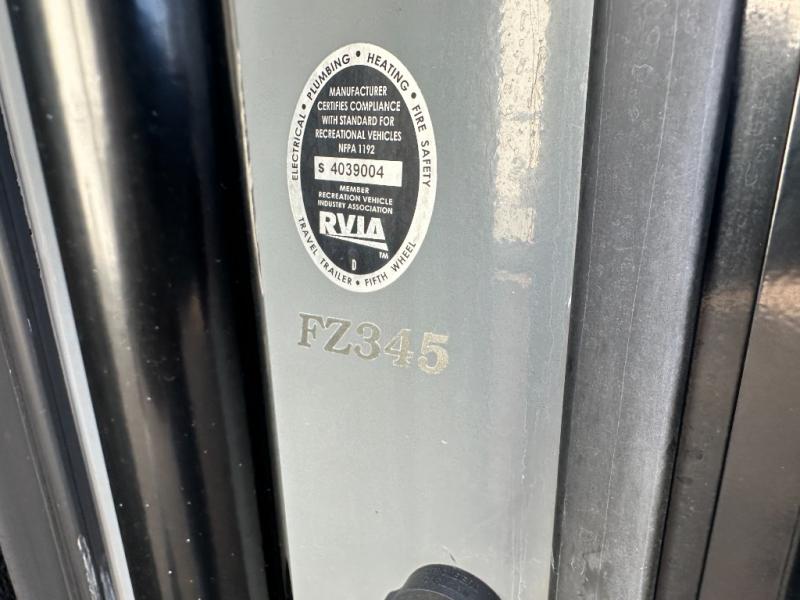 ELECTRICAL • PLUMBING • HEATING • FIRE SAFETY
MANUFACTURER
CERTIFIES COMPLIANCE
WITH STANDARD FOR
RECREATIONAL VEHICLES
NFPA 1192
S 4039004
MEMBER
RECREATION VEHICLE
INDUSTRY ASSOCIATION
RVIA
TM
D
TRAVEL TRAILER • FIFTH WHEEL
FZ345